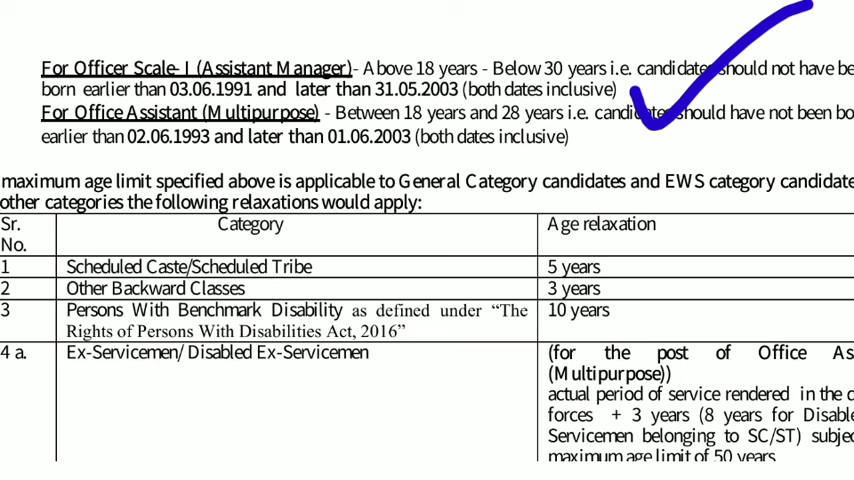 For Officer Scale- I (Assistant Manager)- Above 18 years - Below 30 years i.e. candidates should not have be
born earlier than 03.06.1991 and later than 31.05.2003 (both dates inclusive)
For Office Assistant (Multipurpose) - Between 18 years and 28 years i.e. candidates should have not been bo
earlier than 02.06.1993 and later than 01.06.2003 (both dates inclusive)
maximum age limit specified above is applicable to General Category candidates and EWS category candidate
other categories the following relaxations would apply:
Sr. No. Category Age relaxation
1 Scheduled Caste/Scheduled Tribe 5 years
2 Other Backward Classes 3 years
3 Persons With Benchmark Disability as defined under “The 10 years
Rights of Persons With Disabilities Act, 2016”
4 a. Ex-Servicemen/ Disabled Ex-Servicemen (for the post of Office As
(Multipurpose))
actual period of service rendered in the d
forces + 3 years (8 years for Disable
Servicemen belonging to SC/ST) subje
maximum age limit of 50 years